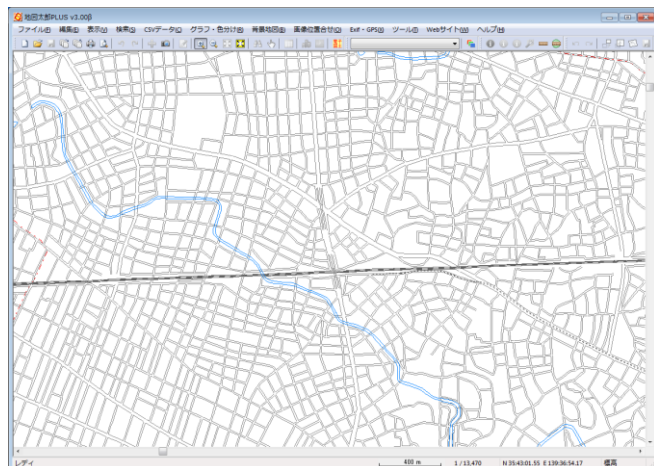 地図太郎PLUS v3.00β
ファイル(F) 編集(E) 表示(V) 検索(S) CSVデータ(C) グラフ・色分け(R) 背景地図(B) 画像位置合せ(O) Exif・GPS(I) ツール(T) Webサイト(W) ヘルプ(H)
レディ 400 m 1 / 13,470 N 35:43:01.55 E 139:36:54.17 標高